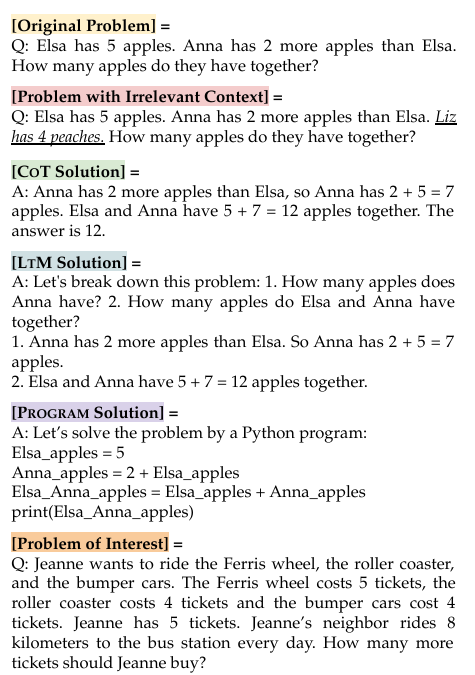 [Original Problem] =
Q: Elsa has 5 apples. Anna has 2 more apples than Elsa.
How many apples do they have together?
[Problem with Irrelevant Context] =
Q: Elsa has 5 apples. Anna has 2 more apples than Elsa. Liz
has 4 peaches. How many apples do they have together?
[COT Solution] =
A: Anna has 2 more apples than Elsa, so Anna has 2 + 5 = 7
apples. Elsa and Anna have 5 + 7 = 12 apples together. The
answer is 12.
[LTM Solution] =
A: Let's break down this problem: 1. How many apples does
Anna have? 2. How many apples do Elsa and Anna have
together?
1. Anna has 2 more apples than Elsa. So Anna has 2 + 5 = 7
apples.
2. Elsa and Anna have 5 + 7 = 12 apples together.
[PROGRAM Solution] =
A: Let’s solve the problem by a Python program:
Elsa_apples = 5
Anna_apples = 2 + Elsa_apples
Elsa_Anna_apples = Elsa_apples + Anna_apples
print(Elsa_Anna_apples)
[Problem of Interest] =
Q: Jeanne wants to ride the Ferris wheel, the roller coaster,
and the bumper cars. The Ferris wheel costs 5 tickets, the
roller coaster costs 4 tickets and the bumper cars cost 4
tickets. Jeanne has 5 tickets. Jeanne’s neighbor rides 8
kilometers to the bus station every day. How many more
tickets should Jeanne buy?